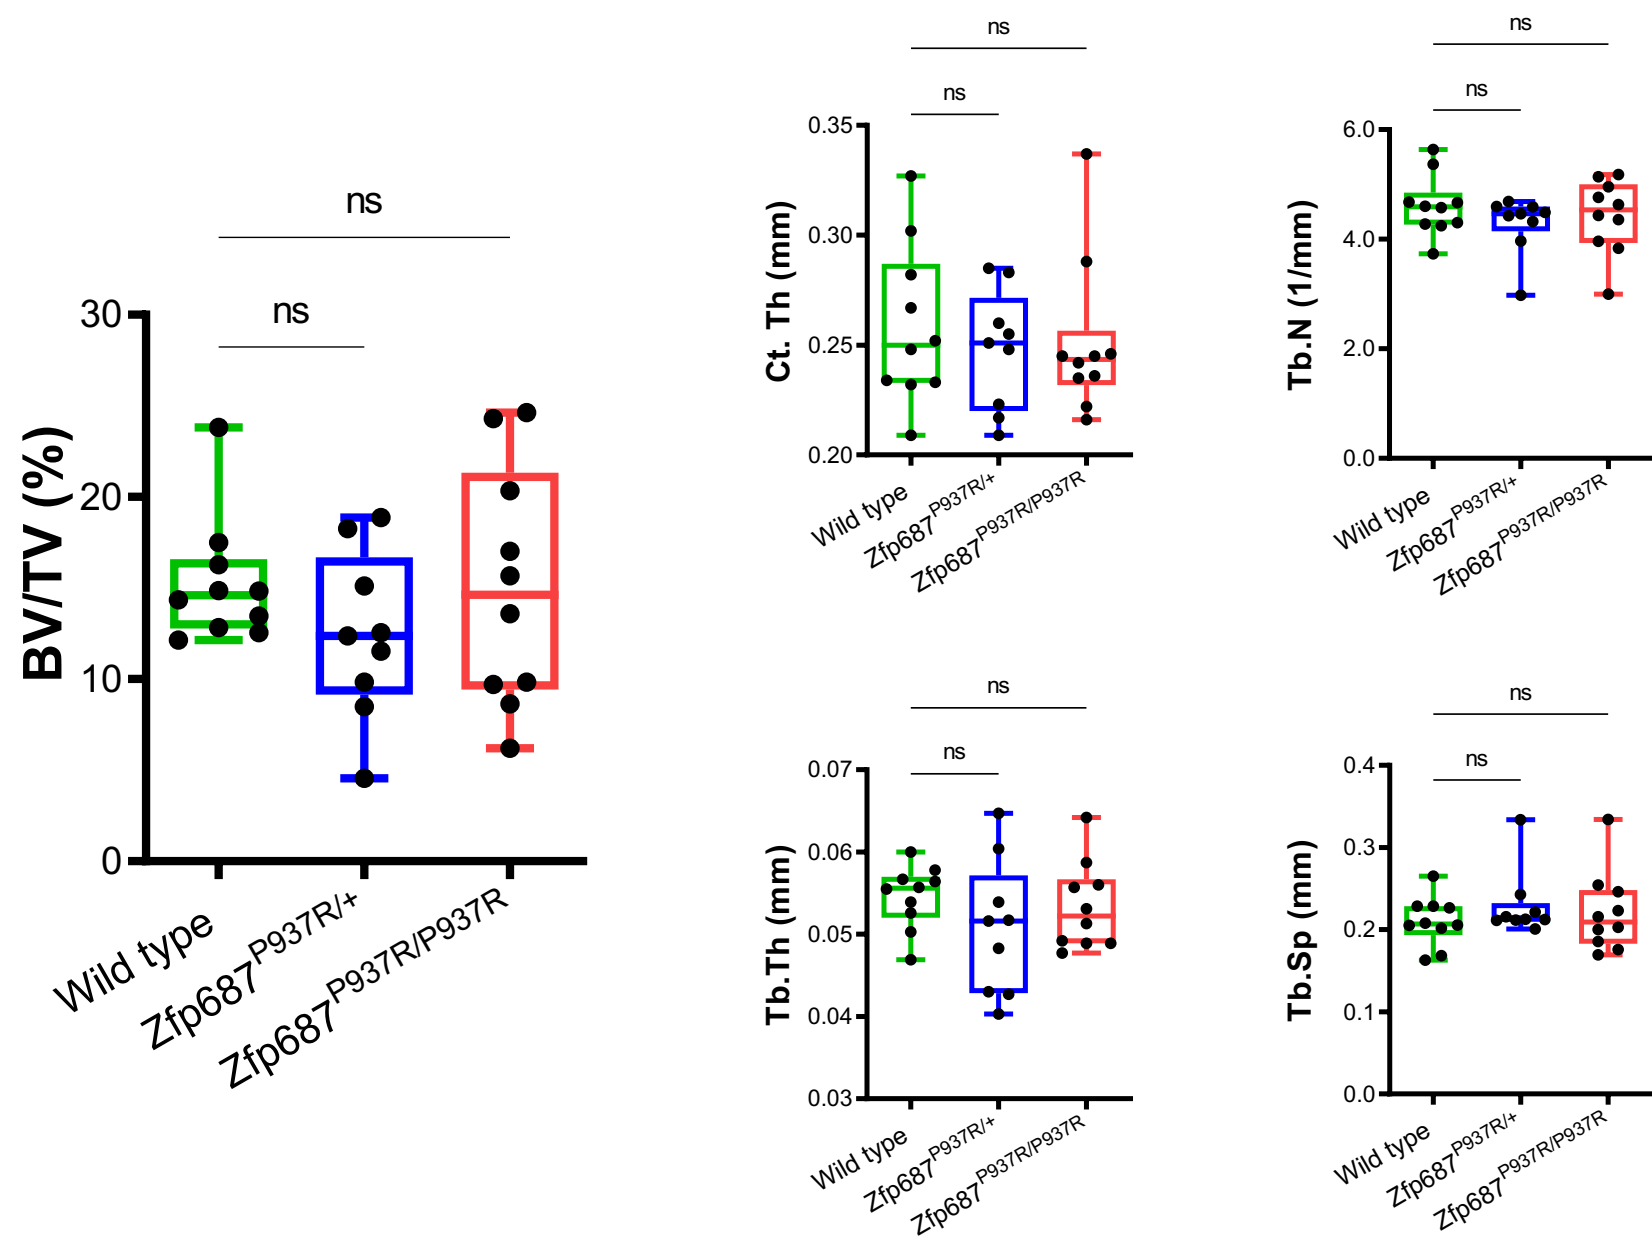 ns
ns
30
20
10
0
BV/TV (%)
Wild type
Zfp687P937R/+
Zfp687P937R/P937R
ns
ns
0.35
0.30
0.25
0.20
Ct. Th (mm)
Wild type
Zfp687P937R/+
Zfp687P937R/P937R
ns
ns
6.0
4.0
2.0
0.0
Tb.N (1/mm)
Wild type
Zfp687P937R/+
Zfp687P937R/P937R
ns
ns
0.07
0.06
0.05
0.04
0.03
Tb.Th (mm)
Wild type
Zfp687P937R/+
Zfp687P937R/P937R
ns
ns
0.4
0.3
0.2
0.1
0.0
Tb.Sp (mm)
Wild type
Zfp687P937R/+
Zfp687P937R/P937R